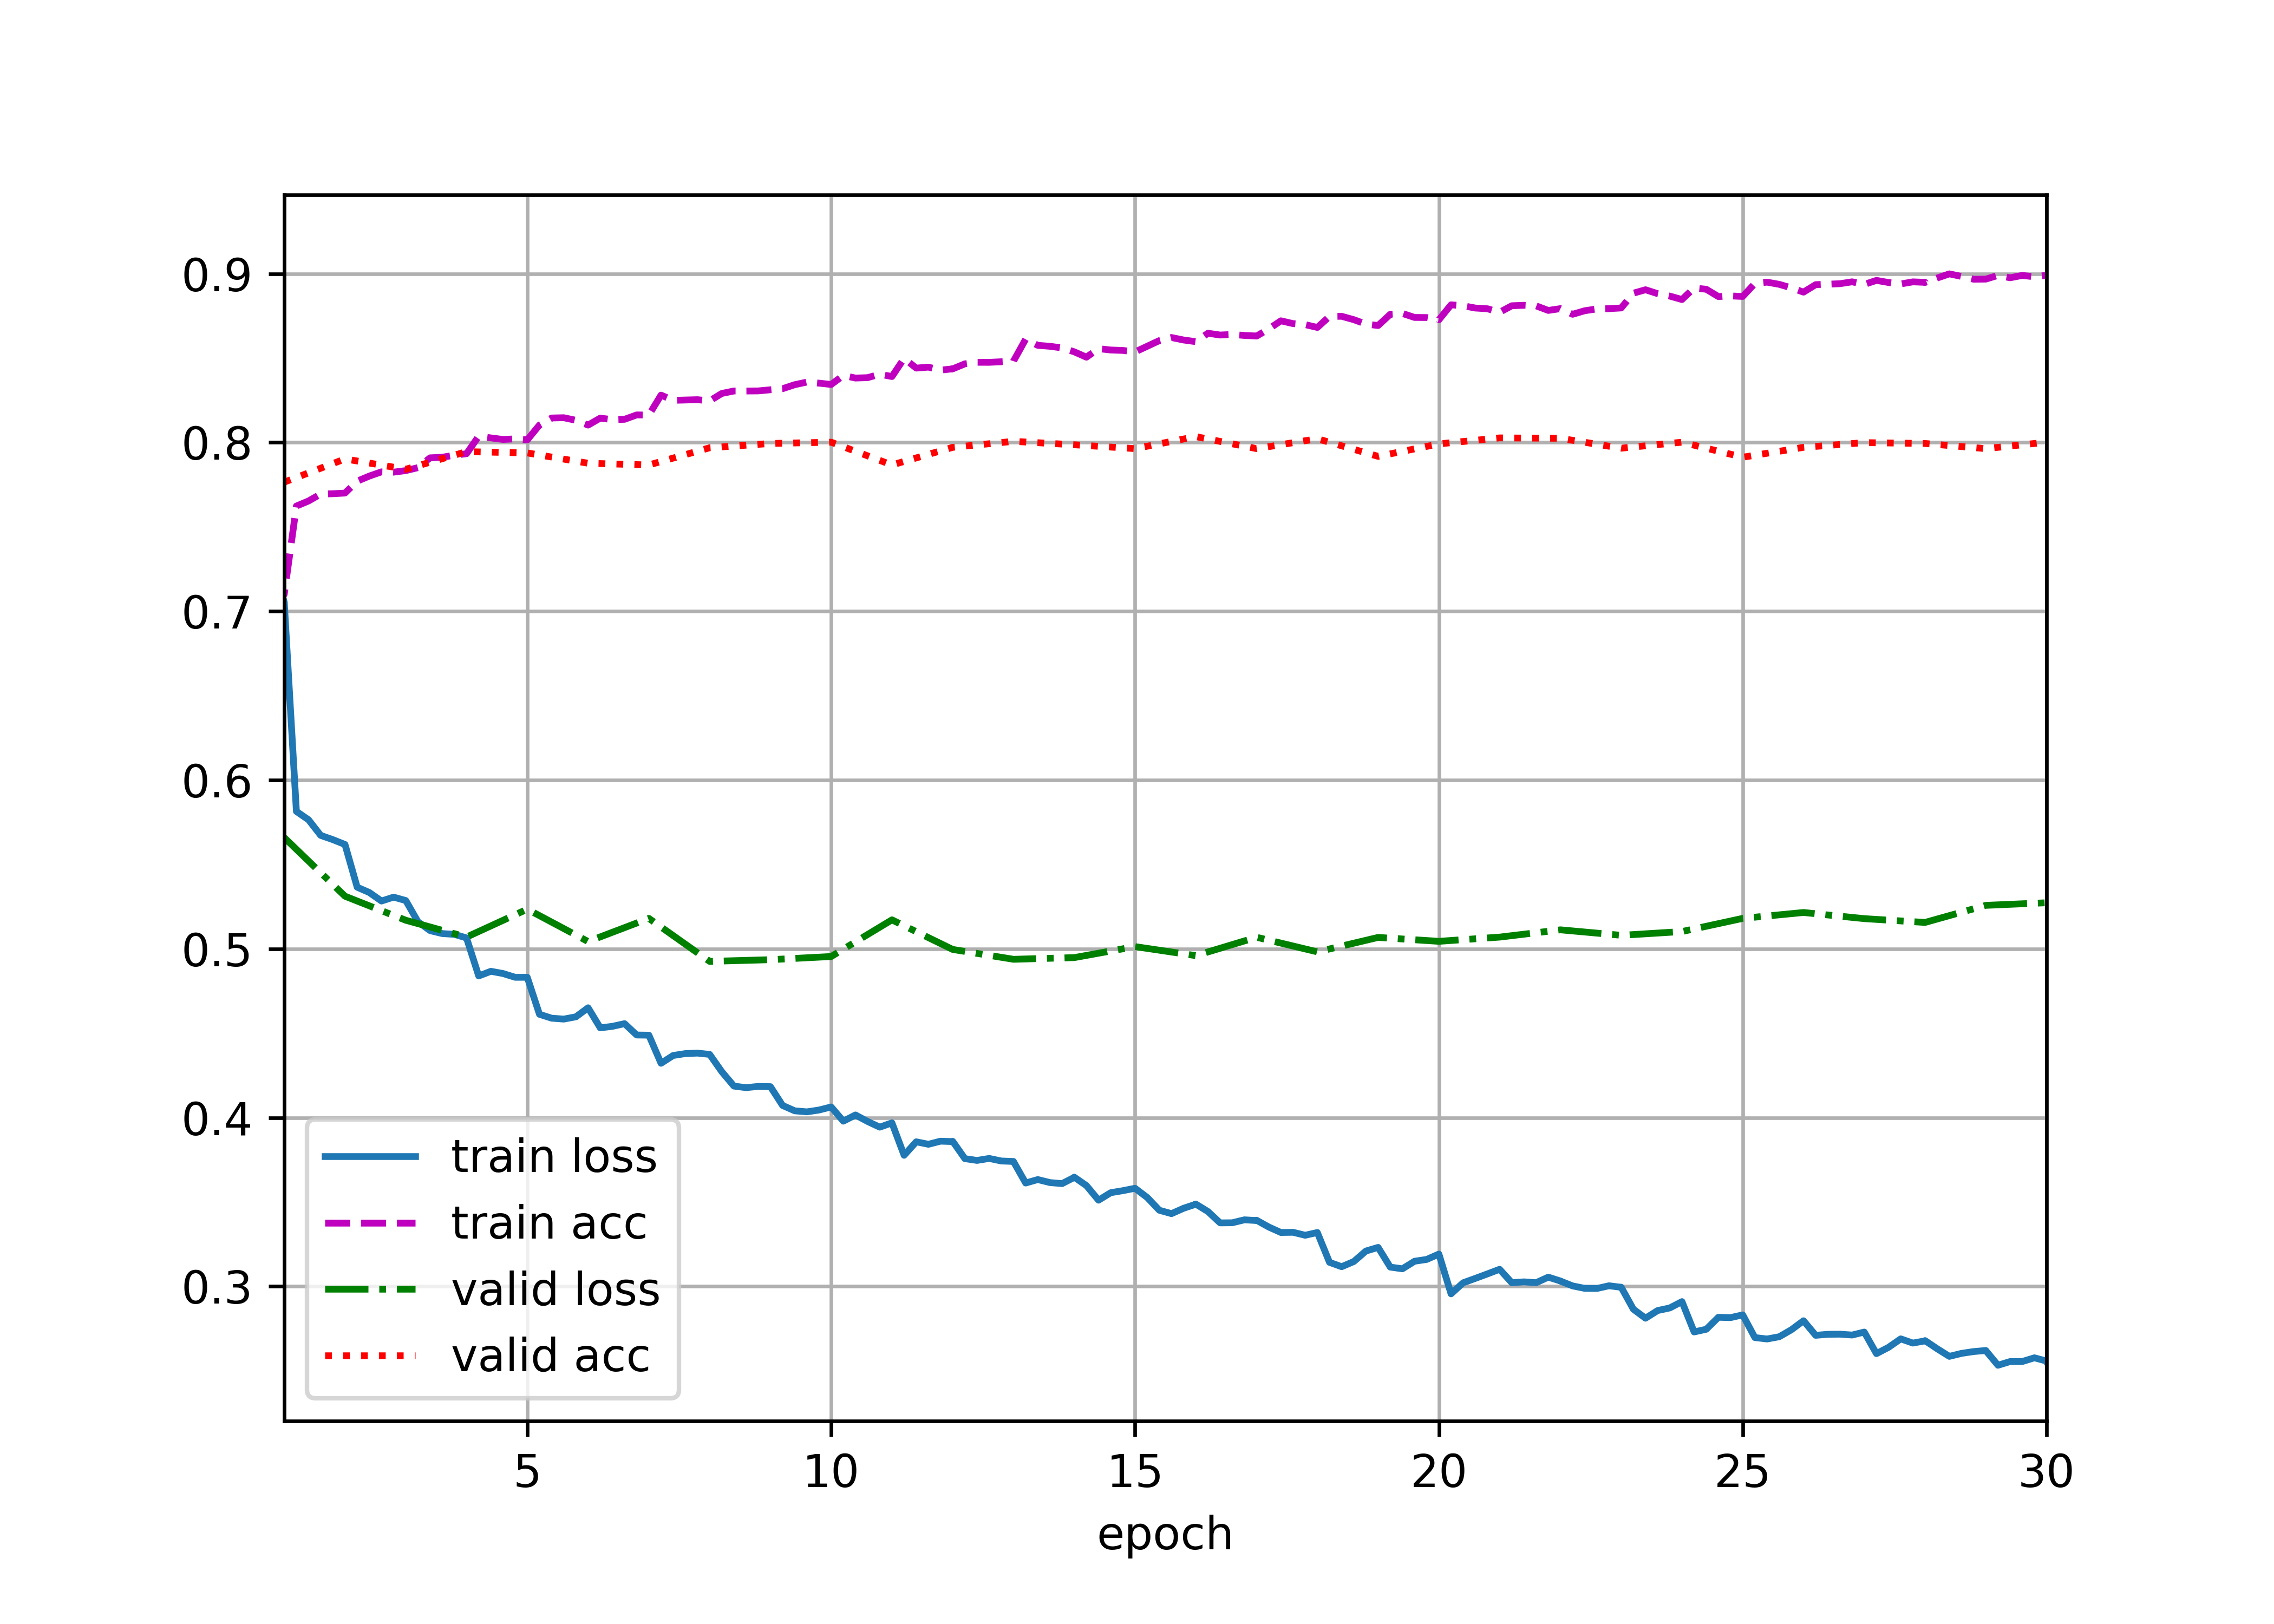 0.9
0.8
0.7
0.6
0.5
0.4
0.3
train loss
train acc
valid loss
valid acc
5 10 15 20 25 30
epoch